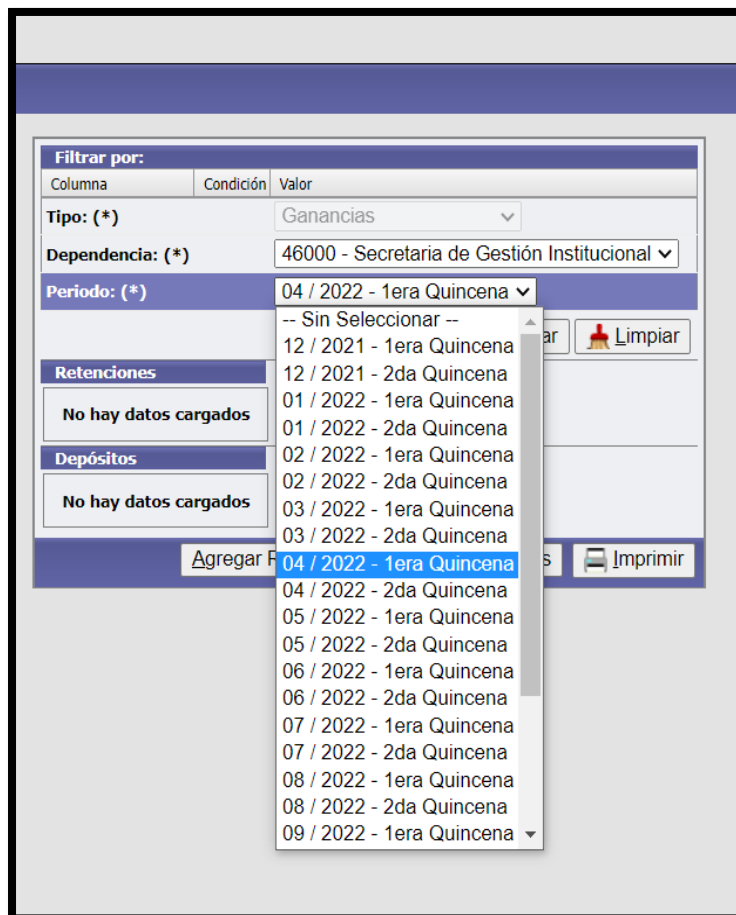 Filtrar por:
Columna Condición Valor
Tipo: (*) Ganancias
Dependencia: (*) 46000 - Secretaria de Gestión Institucional
Periodo: (*) 04 / 2022 - 1era Quincena
-- Sin Seleccionar --
12 / 2021 - 1era Quincena
12 / 2021 - 2da Quincena
01 / 2022 - 1era Quincena
01 / 2022 - 2da Quincena
02 / 2022 - 1era Quincena
02 / 2022 - 2da Quincena
03 / 2022 - 1era Quincena
03 / 2022 - 2da Quincena
04 / 2022 - 1era Quincena
04 / 2022 - 2da Quincena
05 / 2022 - 1era Quincena
05 / 2022 - 2da Quincena
06 / 2022 - 1era Quincena
06 / 2022 - 2da Quincena
07 / 2022 - 1era Quincena
07 / 2022 - 2da Quincena
08 / 2022 - 1era Quincena
08 / 2022 - 2da Quincena
09 / 2022 - 1era Quincena
ar Limpiar
Retenciones
No hay datos cargados
Depósitos
No hay datos cargados
Agregar R s Imprimir